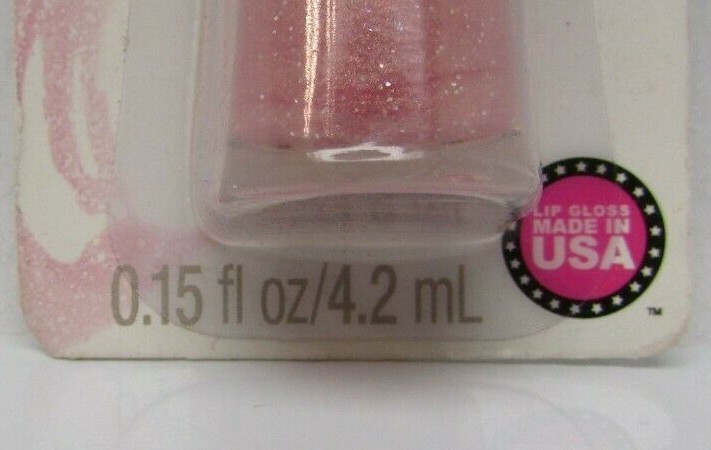 LIP GLOSS
MADE IN
USA
0.15 fl oz/4.2 mL
TM